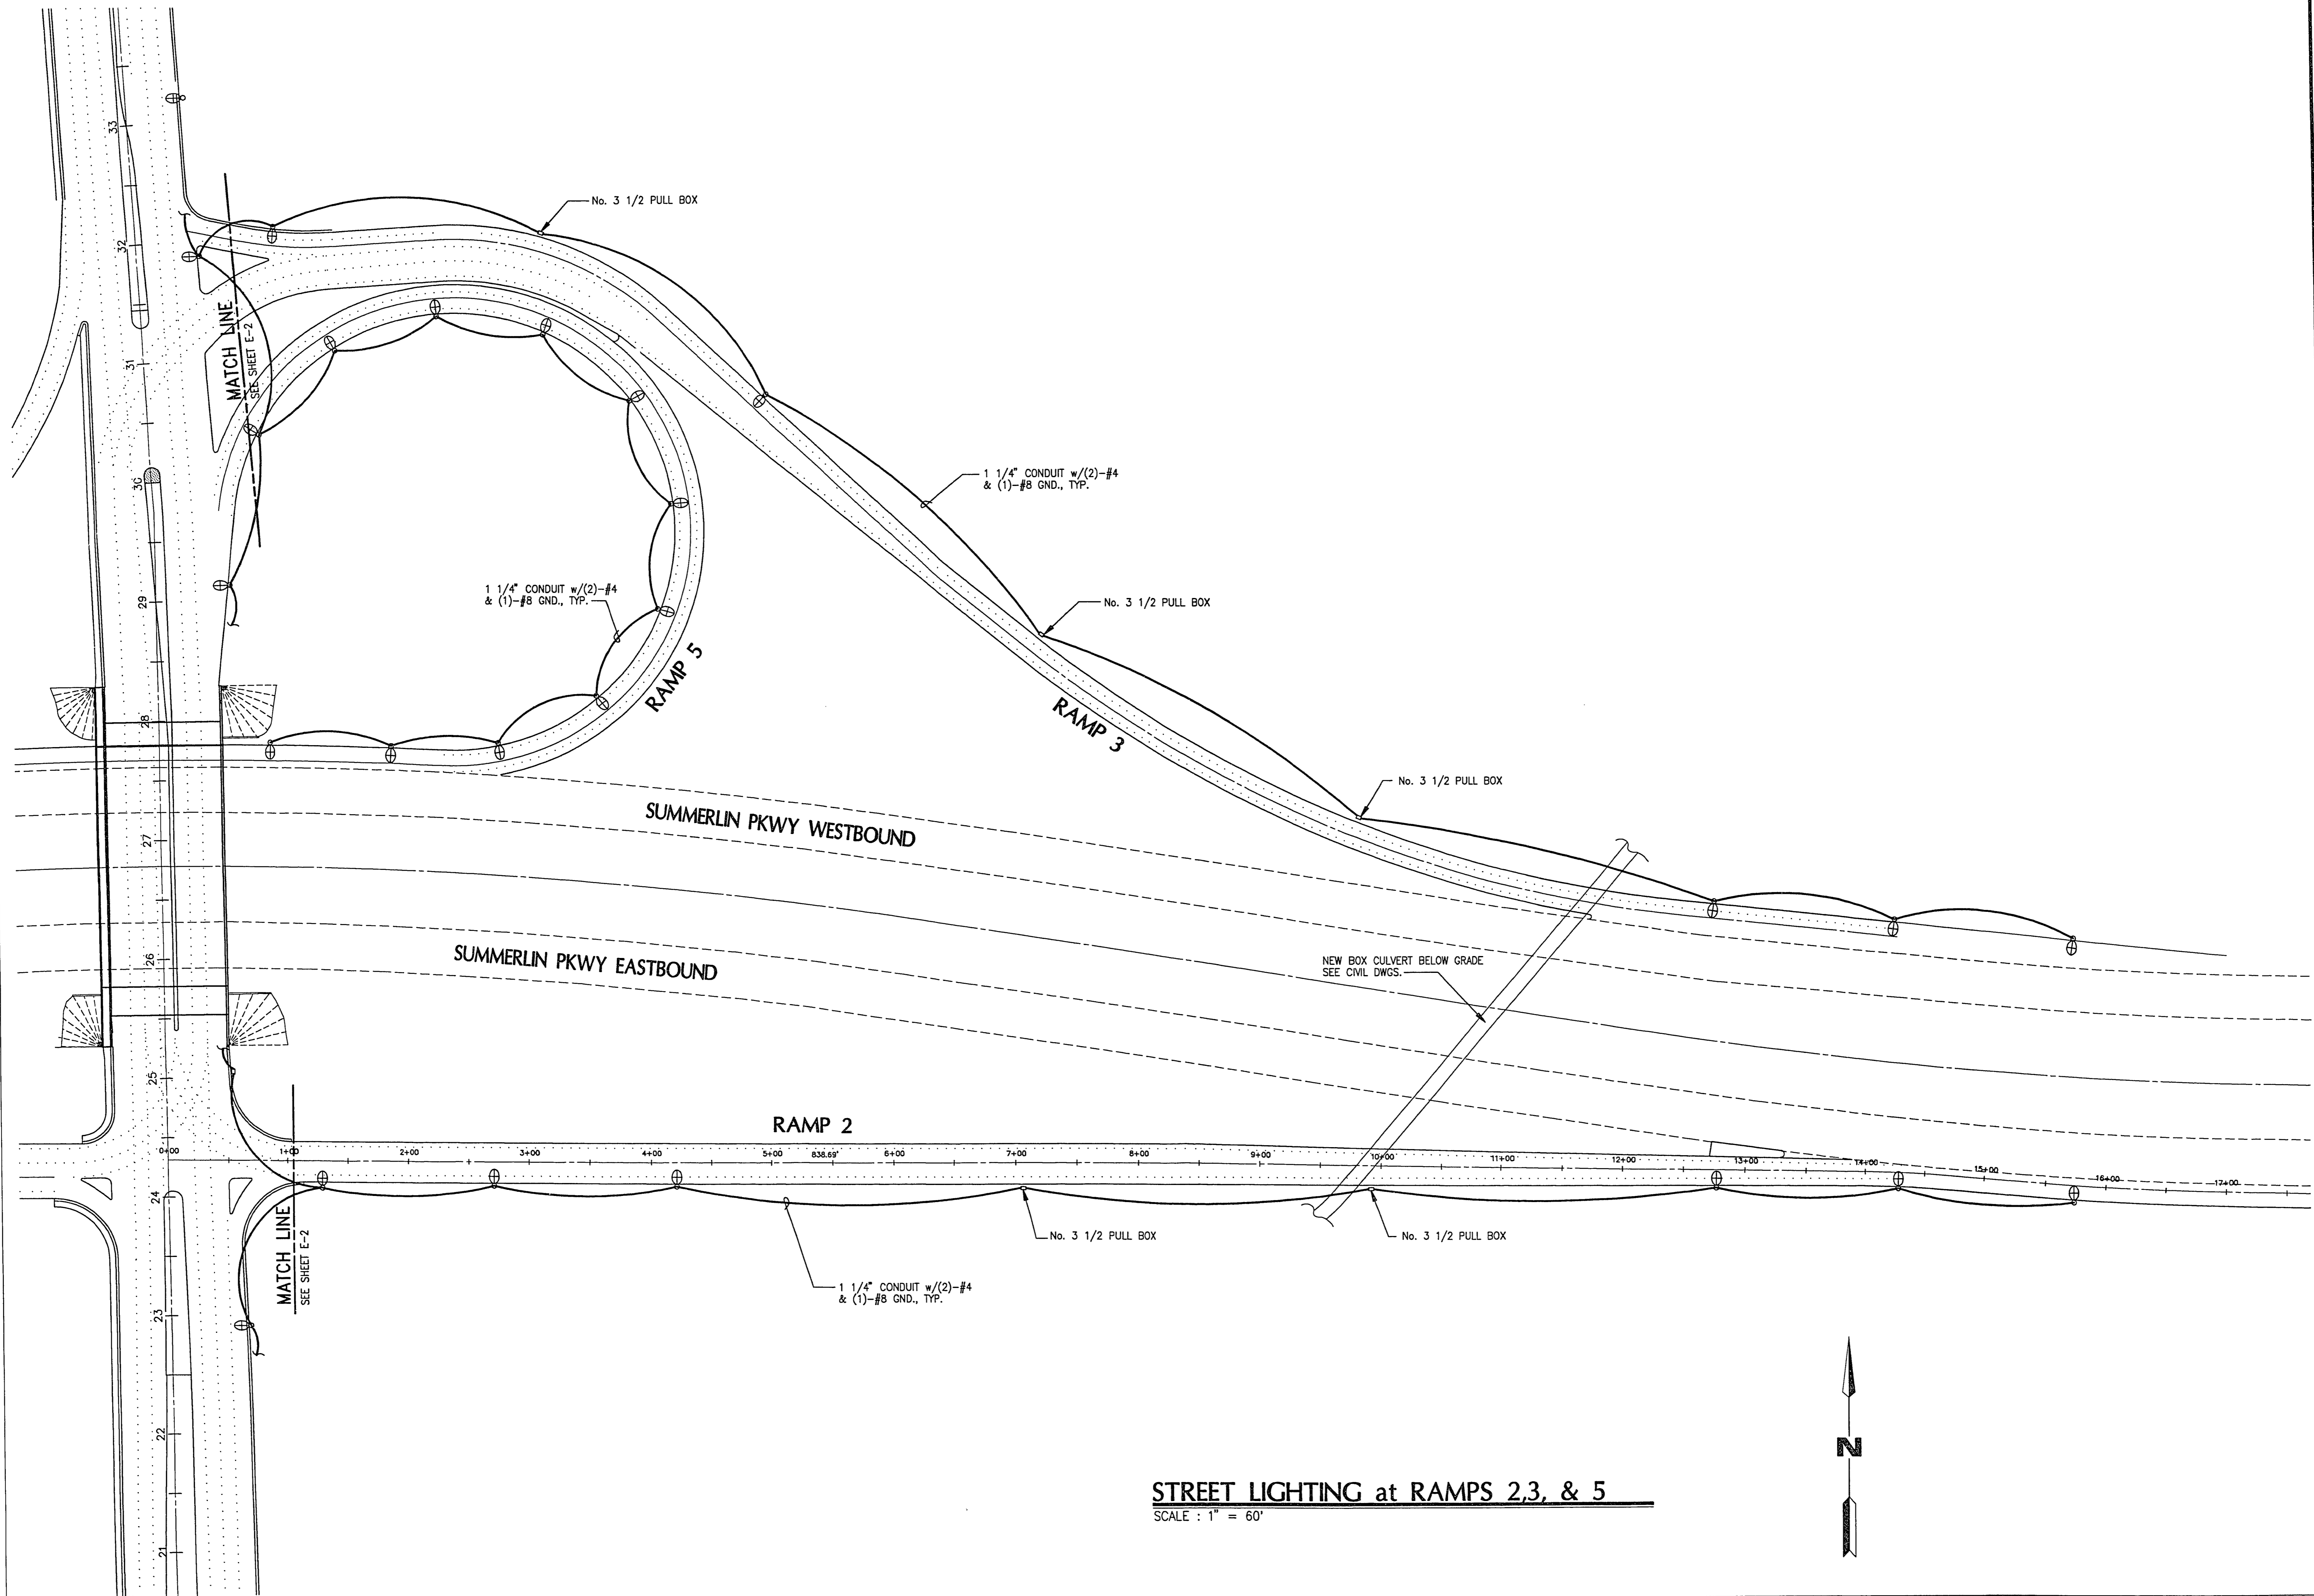 33
No. 3 1/2 PULL BOX
32
MATCH LINE
SEE SHEET E-2
31
30
1 1/4" CONDUIT w/(2)-#4
& (1)-#8 GND., TYP.
1 1/4" CONDUIT w/(2)-#4
& (1)-#8 GND., TYP.
29
No. 3 1/2 PULL BOX
RAMP 5
RAMP 3
28
No. 3 1/2 PULL BOX
SUMMERLIN PKWY WESTBOUND
27
SUMMERLIN PKWY EASTBOUND
26
NEW BOX CULVERT BELOW GRADE
SEE CIVIL DWGS.
25
RAMP 2
0+00 1+00 2+00 3+00 4+00 5+00 838.69' 6+00 7+00 8+00 9+00 10+00 11+00 12+00 13+00 14+00 15+00 16+00 17+00
24
MATCH LINE
SEE SHEET E-2
No. 3 1/2 PULL BOX
No. 3 1/2 PULL BOX
1 1/4" CONDUIT w/(2)-#4
& (1)-#8 GND., TYP.
23
22
N
STREET LIGHTING at RAMPS 2,3, & 5
SCALE : 1" = 60'
21